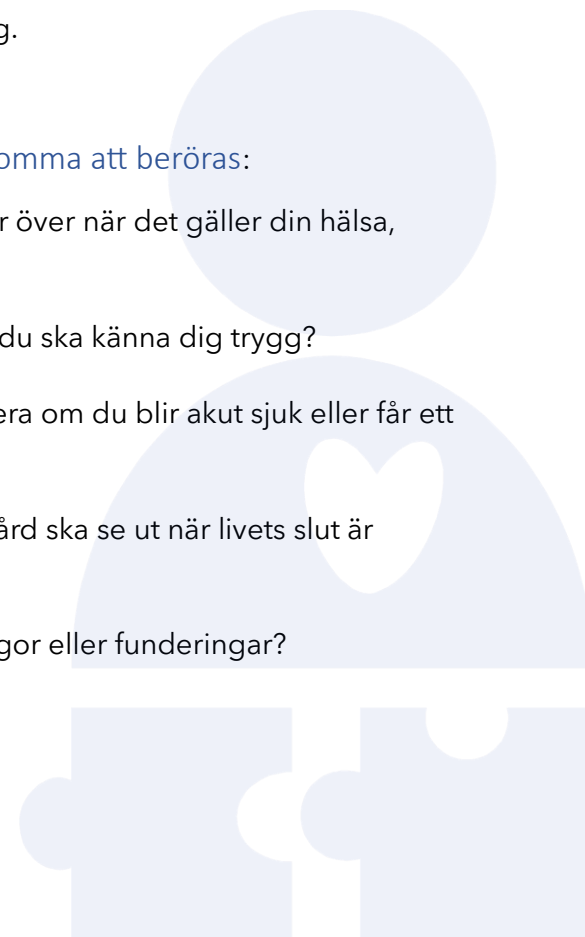 g.
omma att beröras:
r över när det gäller din hälsa,
du ska känna dig trygg?
era om du blir akut sjuk eller får ett
ård ska se ut när livets slut är
gor eller funderingar?